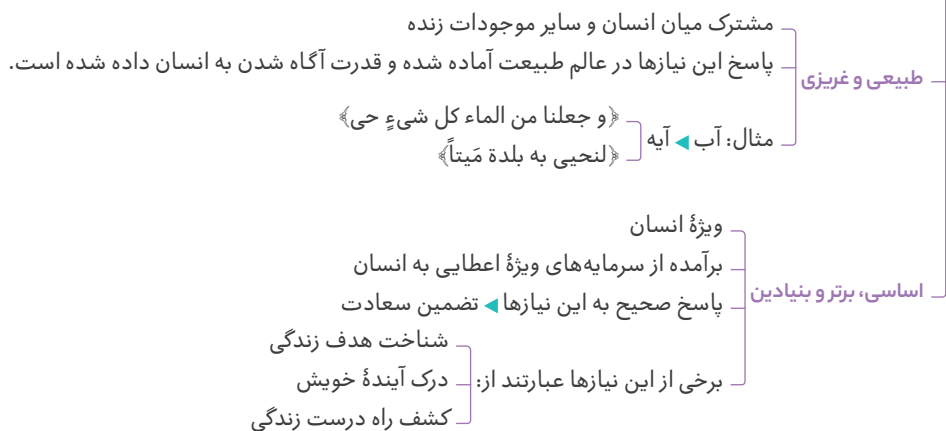 طبیعی و غریزی
مشترک میان انسان و سایر موجودات زنده
پاسخ این نیازها در عالم طبیعت آماده شده و قدرت آگاه شدن به انسان داده شده است.
مثال: آب ◀ آیه
﴿و جعلنا من الماء کل شیءٍ حی﴾
﴿لنحیی به بلدة مَیتاً﴾
اساسی، برتر و بنیادین
ویژهٔ انسان
برآمده از سرمایه‌های ویژهٔ اعطایی به انسان
پاسخ صحیح به این نیازها ◀ تضمین سعادت
برخی از این نیازها عبارتند از:
شناخت هدف زندگی
درک آیندهٔ خویش
کشف راه درست زندگی